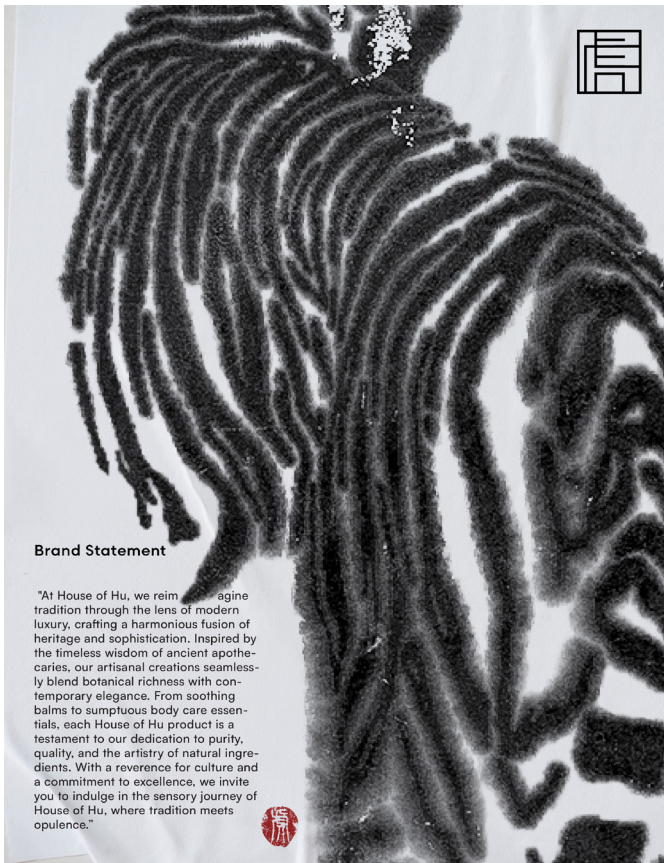 Brand Statement
"At House of Hu, we reim agine
tradition through the lens of modern
luxury, crafting a harmonious fusion of
heritage and sophistication. Inspired by
the timeless wisdom of ancient apothe-
caries, our artisanal creations seamless-
ly blend botanical richness with con-
temporary elegance. From soothing
balms to sumptuous body care essen-
tials, each House of Hu product is a
testament to our dedication to purity,
quality, and the artistry of natural ingre-
dients. With a reverence for culture and
a commitment to excellence, we invite
you to indulge in the sensory journey of
House of Hu, where tradition meets
opulence.”